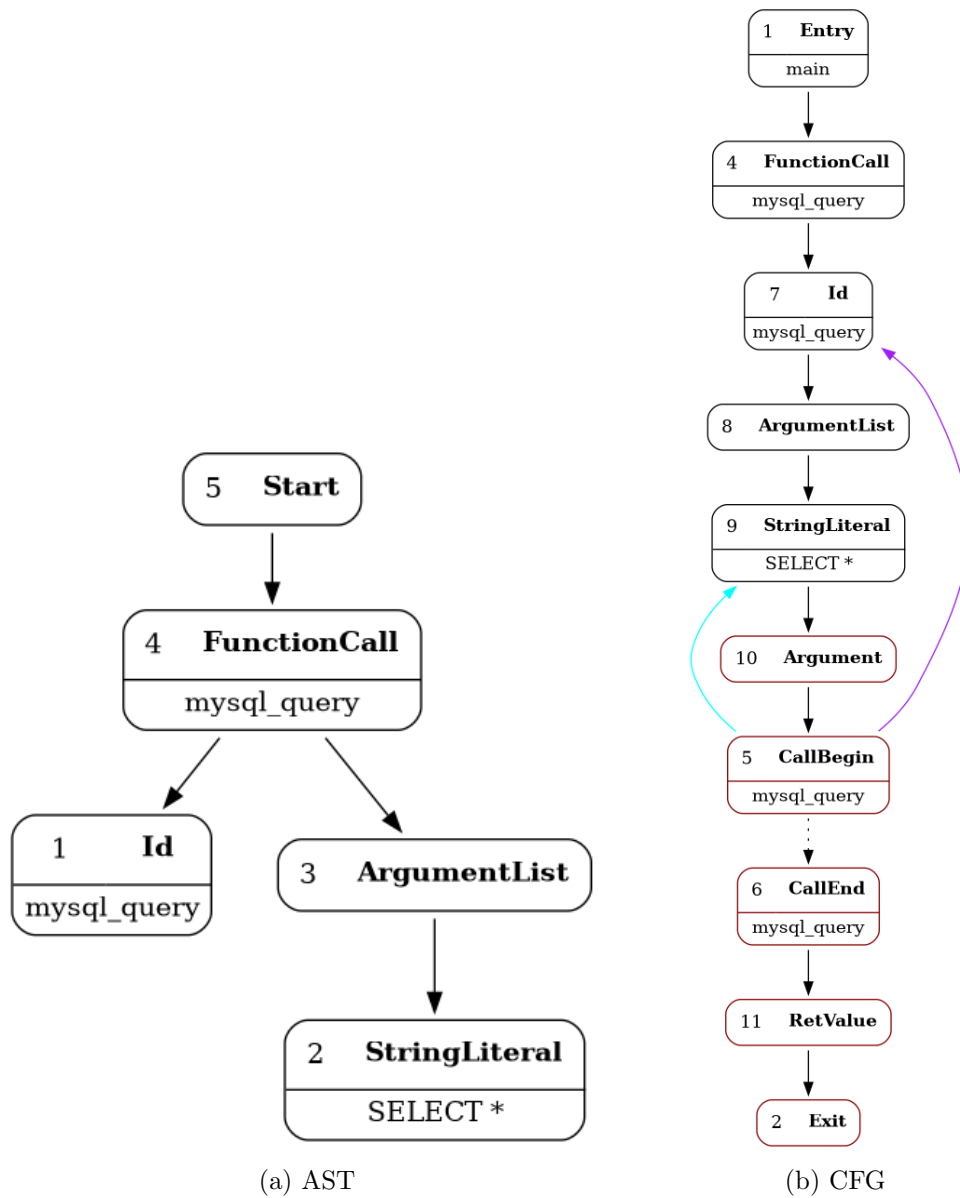 5 Start
4 FunctionCall
mysql_query
1 Id
mysql_query
3 ArgumentList
2 StringLiteral
SELECT *
(a) AST
1 Entry
main
4 FunctionCall
mysql_query
7 Id
mysql_query
8 ArgumentList
9 StringLiteral
SELECT *
10 Argument
5 CallBegin
mysql_query
6 CallEnd
mysql_query
11 RetValue
2 Exit
(b) CFG